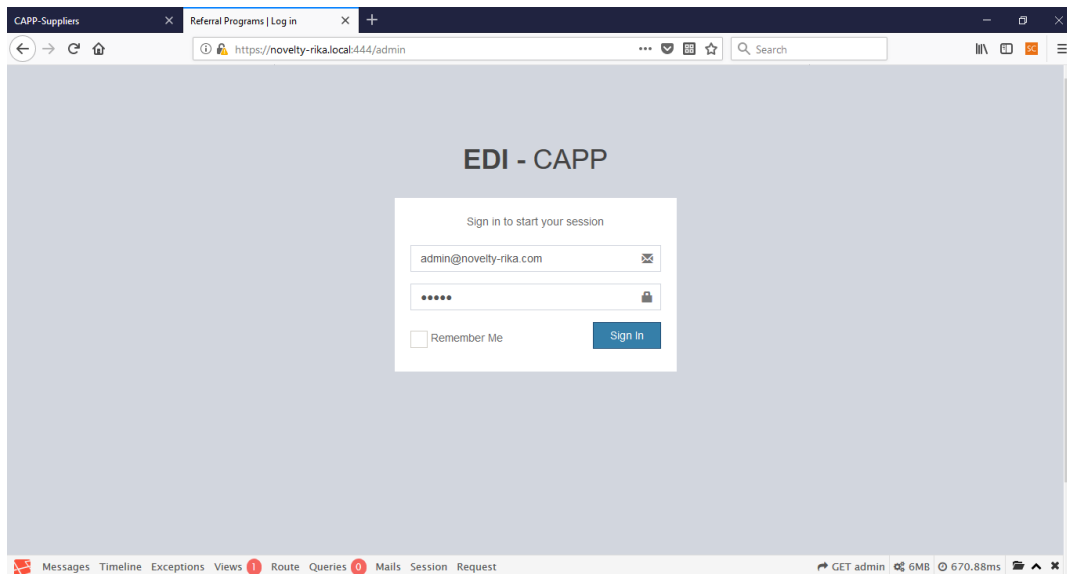 CAPP-Suppliers
Referral Programs | Log in
https://novelty-rika.local:444/admin
Search
SC
EDI - CAPP
Sign in to start your session
admin@novelty-rika.com
•••••
Remember Me
Sign In
Messages Timeline Exceptions Views 1 Route Queries 0 Mails Session Request
GET admin 6MB 670.88ms